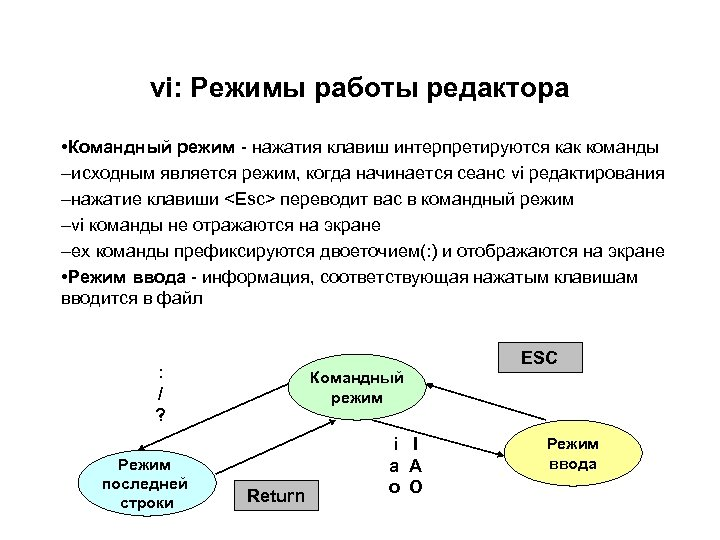 vi: Режимы работы редактора
•Командный режим - нажатия клавиш интерпретируются как команды
–исходным является режим, когда начинается сеанс vi редактирования
–нажатие клавиши <Esc> переводит вас в командный режим
–vi команды не отражаются на экране
–ex команды префиксируются двоеточием(: ) и отображаются на экране
•Режим ввода - информация, соответствующая нажатым клавишам
вводится в файл
ESC
:
/
?
Командный
режим
i I
a A
o O
Режим
ввода
Режим
последней
строки
Return